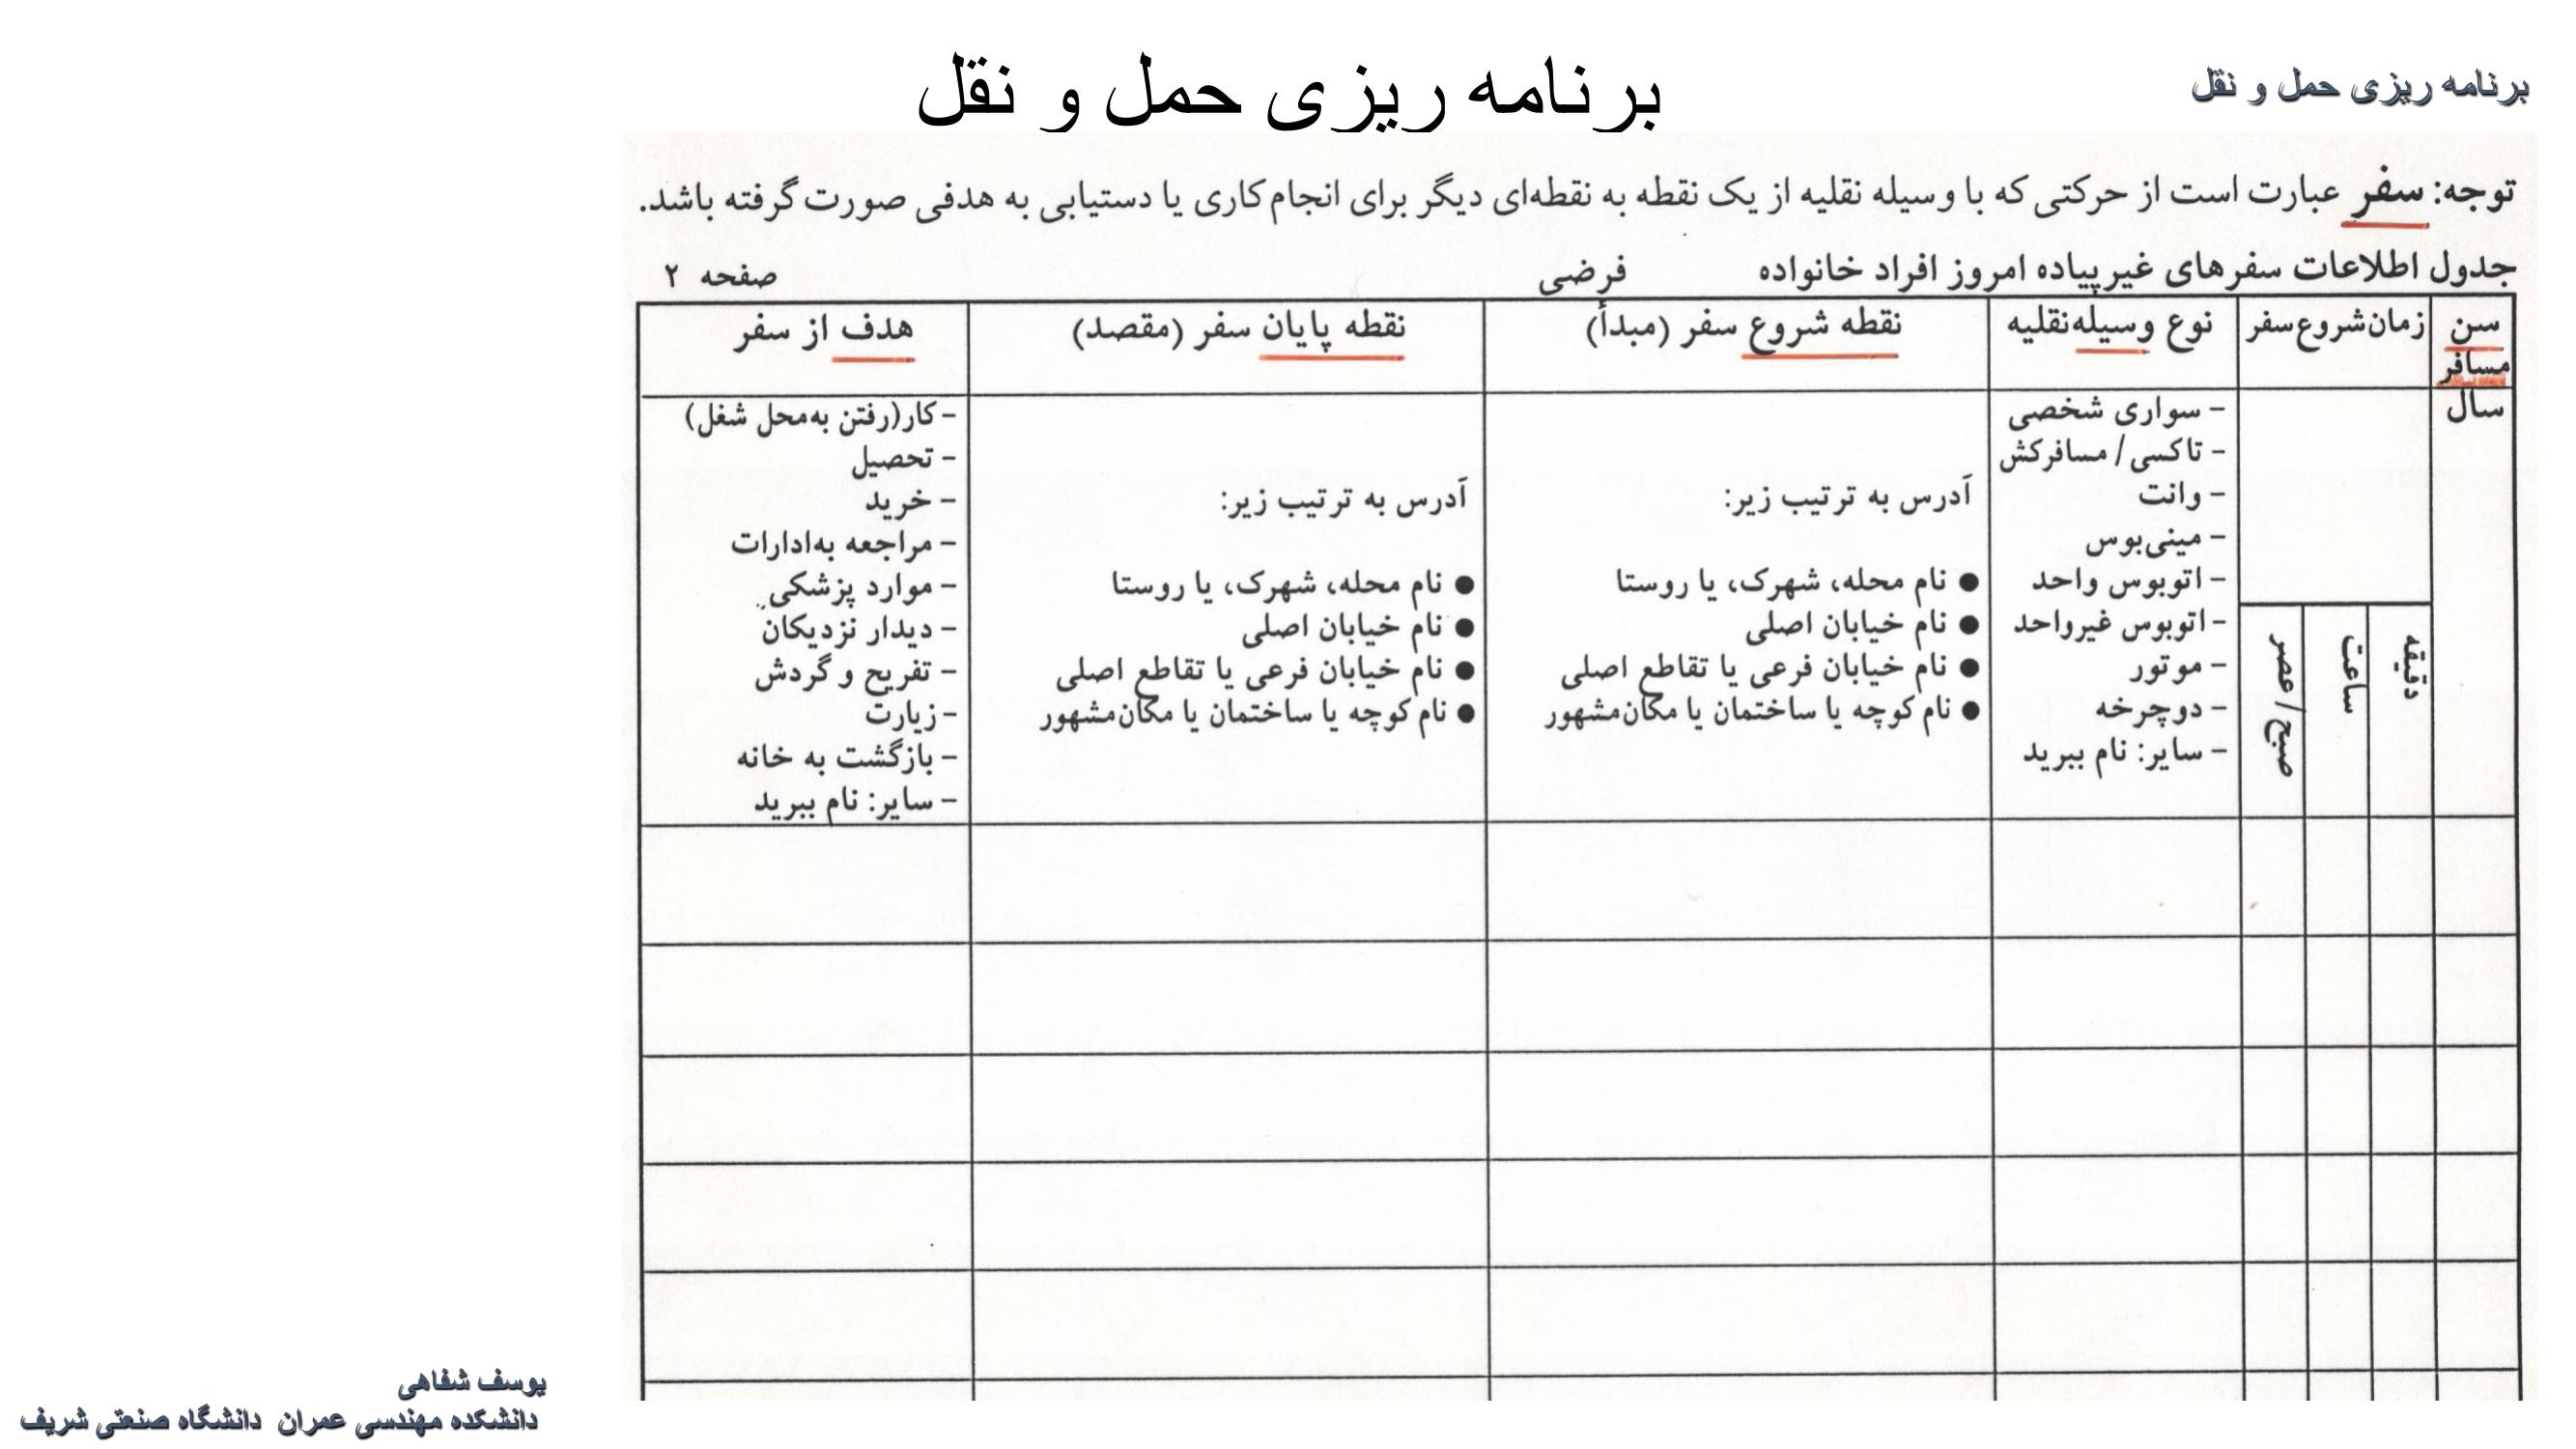 برنامه ریزی حمل و نقل
برنامه ریزی حمل و نقل
توجه: سفر عبارت است از حرکتی که با وسیله نقلیه از یک نقطه به نقطه‌ای دیگر برای انجام کاری یا دستیابی به هدفی صورت گرفته باشد.
جدول اطلاعات سفرهای غیرپیاده امروز افراد خانواده فرضی صفحه ۲
سن مسافر
زمان شروع سفر
نوع وسیله نقلیه
نقطه شروع سفر (مبدأ)
نقطه پایان سفر (مقصد)
هدف از سفر
سال
دقیقه
ساعت
صبح/عصر
- سواری شخصی
- تاکسی/ مسافرکش
- وانت
- مینی‌بوس
- اتوبوس واحد
- اتوبوس غیرواحد
- موتور
- دوچرخه
- سایر: نام ببرید
آدرس به ترتیب زیر:
● نام محله، شهرک، یا روستا
● نام خیابان اصلی
● نام خیابان فرعی یا تقاطع اصلی
● نام کوچه یا ساختمان یا مکان مشهور
آدرس به ترتیب زیر:
● نام محله، شهرک، یا روستا
● نام خیابان اصلی
● نام خیابان فرعی یا تقاطع اصلی
● نام کوچه یا ساختمان یا مکان مشهور
- کار(رفتن به‌محل شغل)
- تحصیل
- خرید
- مراجعه به‌ادارات
- موارد پزشکی
- دیدار نزدیکان
- تفریح و گردش
- زیارت
- بازگشت به خانه
- سایر: نام ببرید
یوسف شفاهی
دانشکده مهندسی عمران دانشگاه صنعتی شریف